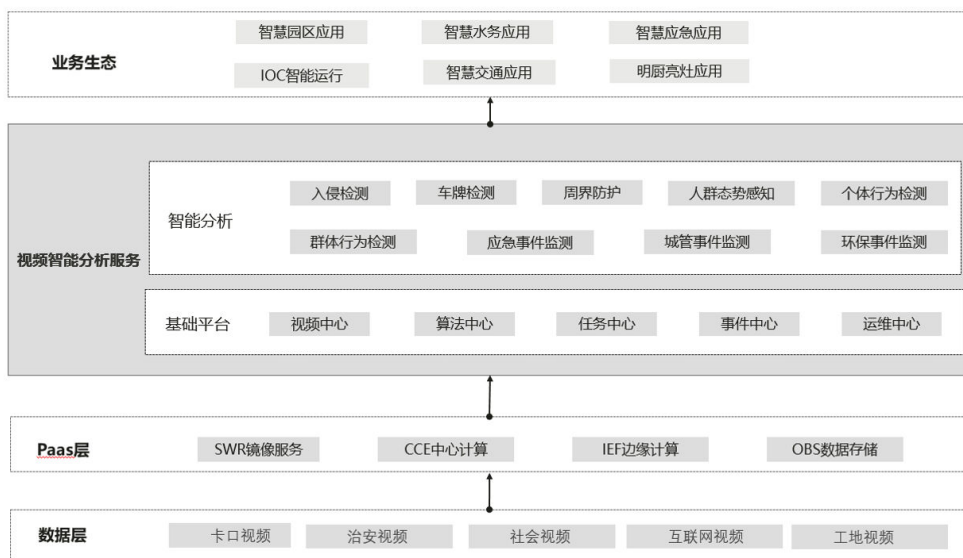 业务生态
智慧园区应用 智慧水务应用 智慧应急应用
IOC智能运行 智慧交通应用 明厨亮灶应用
视频智能分析服务
智能分析
入侵检测 车牌检测 周界防护 人群态势感知 个体行为检测
群体行为检测 应急事件监测 城管事件监测 环保事件监测
基础平台 视频中心 算法中心 任务中心 事件中心 运维中心
Paas层 SWR镜像服务 CCE中心计算 IEF边缘计算 OBS数据存储
数据层 卡口视频 治安视频 社会视频 互联网视频 工地视频